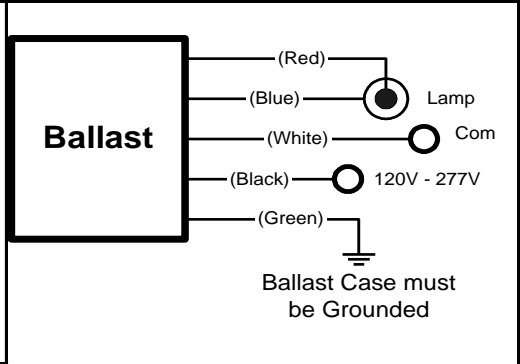 Ballast
(Red)
(Blue)
Lamp
(White)
Com
(Black)
120V - 277V
(Green)
Ballast Case must
be Grounded